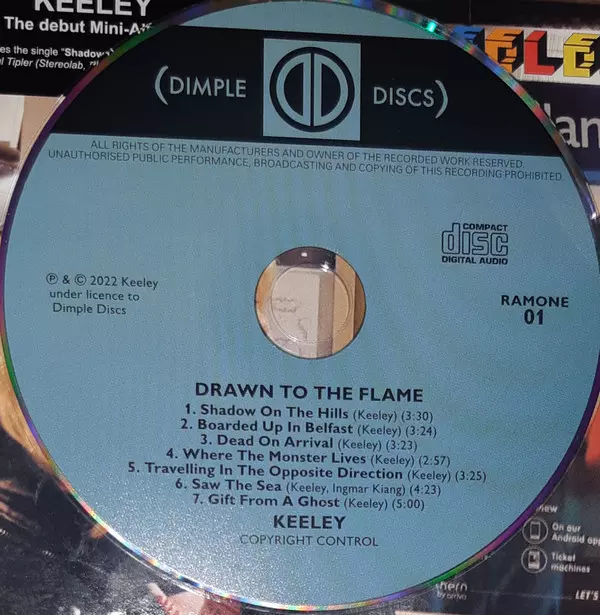 KEELEY
The debut Mini-Al
es the single "Shadow
l Tipler (Stereolab,
(DIMPLE DISCS)
ALL RIGHTS OF THE MANUFACTURERS AND OWNER OF THE RECORDED WORK RESERVED.
UNAUTHORISED PUBLIC PERFORMANCE, BROADCASTING AND COPYING OF THIS RECORDING PROHIBITED
COMPACT
disc
DIGITAL AUDIO
℗ & © 2022 Keeley
under licence to
Dimple Discs
RAMONE
01
DRAWN TO THE FLAME
1. Shadow On The Hills (Keeley) (3:30)
2. Boarded Up In Belfast (Keeley) (3:24)
3. Dead On Arrival (Keeley) (3:23)
4. Where The Monster Lives (Keeley) (2:57)
5. Travelling In The Opposite Direction (Keeley) (3:25)
6. Saw The Sea (Keeley, Ingmar Kiang) (4:23)
7. Gift From A Ghost (Keeley) (5:00)
KEELEY
COPYRIGHT CONTROL
On our
Android app
Ticket
machines
hern
by arriva
LET'S